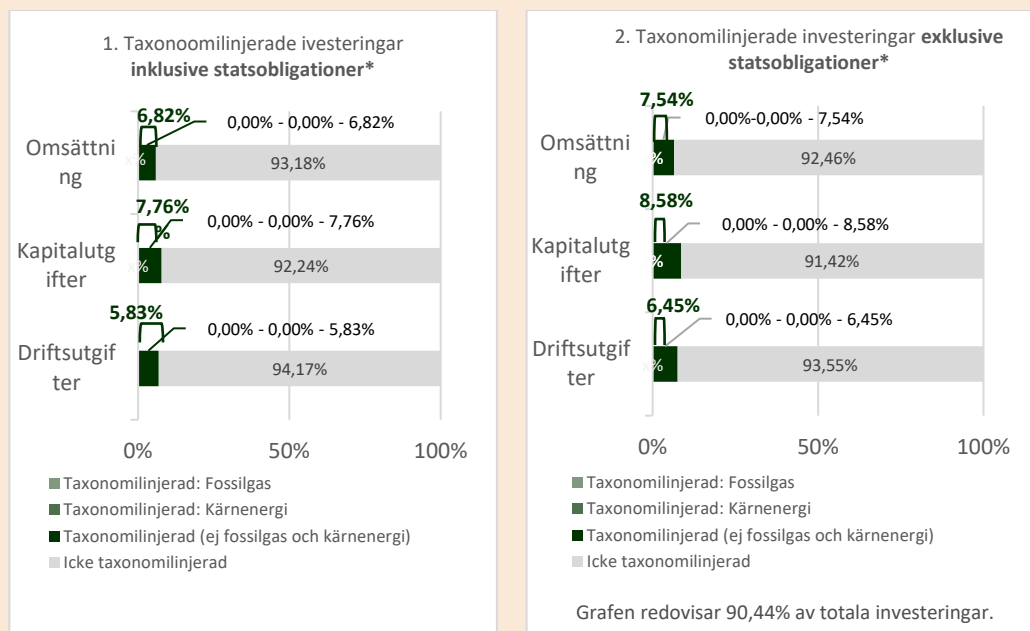 1. Taxonoomilinjerade ivesteringar
inklusive statsobligationer*
6,82%
0,00% - 0,00% - 6,82%
Omsättni
ng
%
93,18%
7,76%
0,00% - 0,00% - 7,76%
%
Kapitalutg
ifter
%
92,24%
5,83%
0,00% - 0,00% - 5,83%
Driftsutgif
ter
94,17%
0%
50%
100%
Taxonomilinjerad: Fossilgas
Taxonomilinjerad: Kärnenergi
Taxonomilinjerad (ej fossilgas och kärnenergi)
Icke taxonomilinjerad
2. Taxonomilinjerade investeringar exklusive
statsobligationer*
7,54%
0,00%-0,00% - 7,54%
Omsättni
ng
%
92,46%
8,58%
0,00% - 0,00% - 8,58%
Kapitalutg
ifter
%
91,42%
6,45%
0,00% - 0,00% - 6,45%
Driftsutgif
ter
%
93,55%
0%
50%
100%
Taxonomilinjerad: Fossilgas
Taxonomilinjerad: Kärnenergi
Taxonomilinjerad (ej fossilgas och kärnenergi)
Icke taxonomilinjerad
Grafen redovisar 90,44% av totala investeringar.